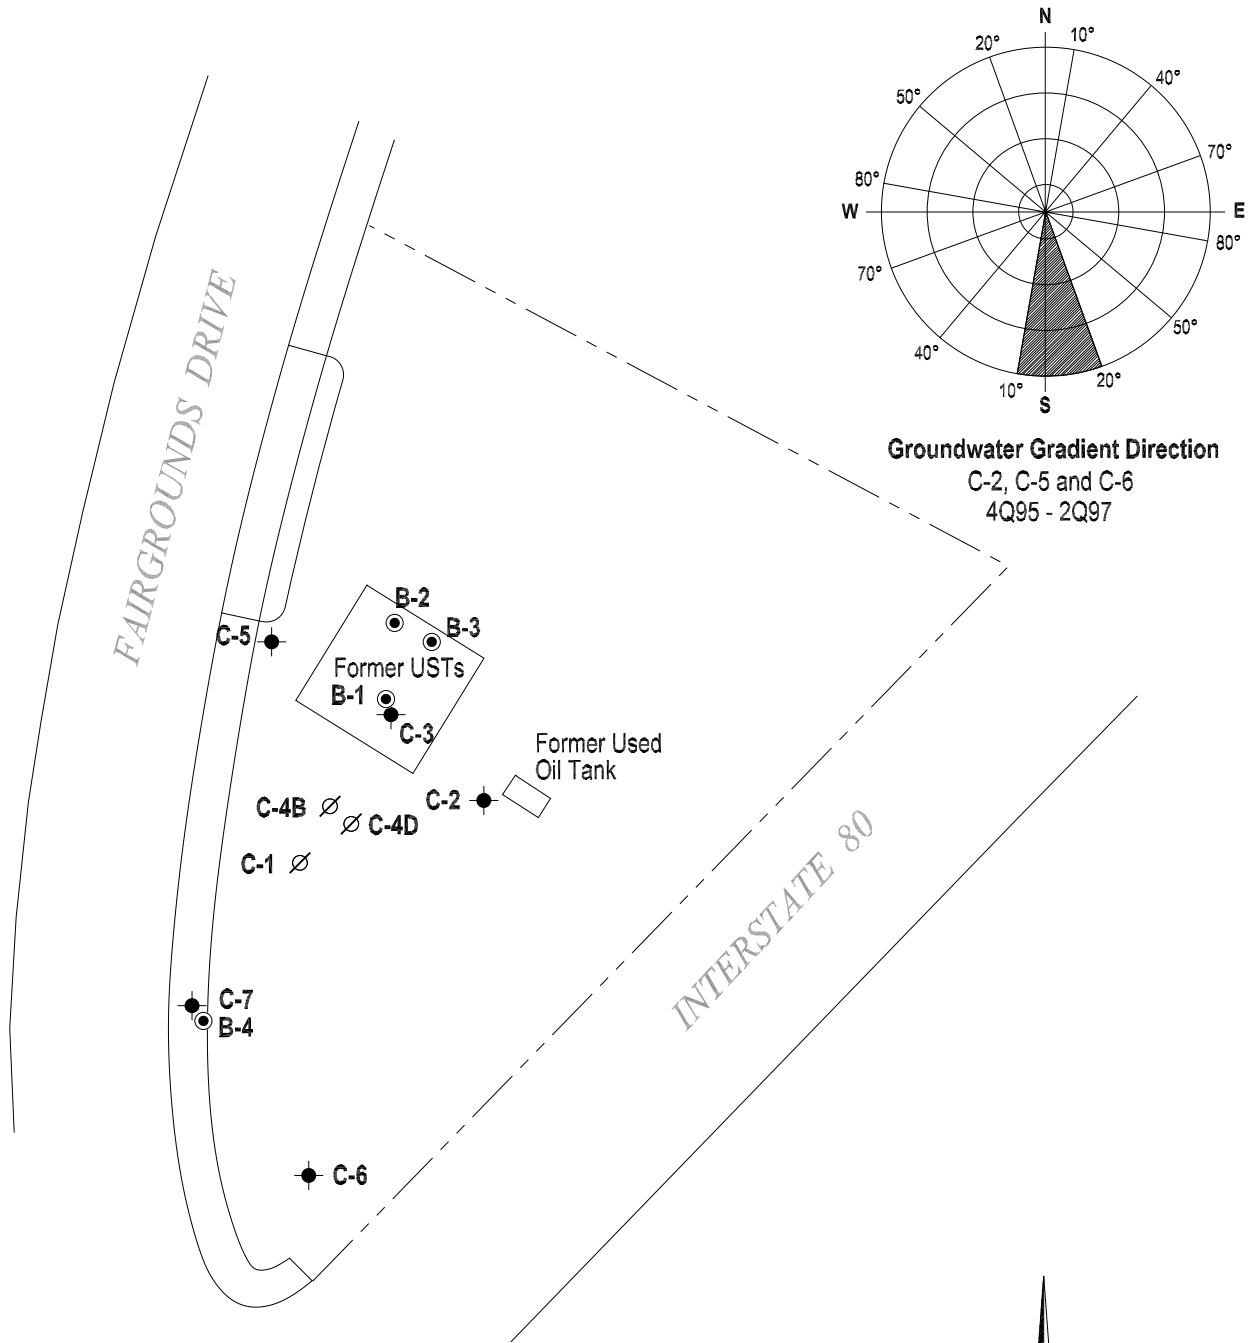 N
20° 10°
50° 40°
80° 70°
W E
70° 80°
40° 50°
10° 20°
S
Groundwater Gradient Direction
C-2, C-5 and C-6
4Q95 - 2Q97
FAIRGROUNDS DRIVE
B-2
C-5 B-3
Former USTs
B-1
C-3
Former Used
Oil Tank
C-2
C-4B
C-4D
C-1
INTERSTATE 80
C-7
B-4
C-6